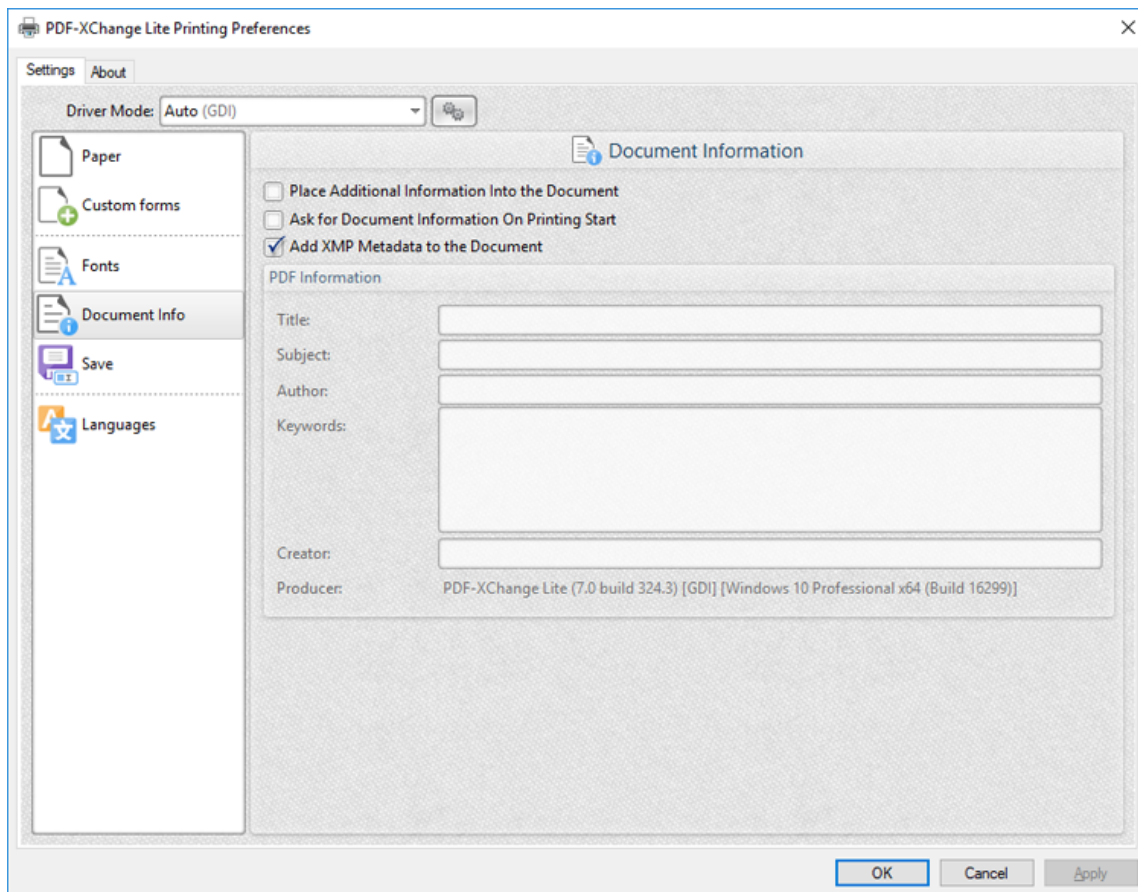 PDF-XChange Lite Printing Preferences
Settings About
Driver Mode: Auto (GDI)
Paper
Custom forms
Fonts
Document Info
Save
Languages
Document Information
Place Additional Information Into the Document
Ask for Document Information On Printing Start
Add XMP Metadata to the Document
PDF Information
Title:
Subject:
Author:
Keywords:
Creator:
Producer: PDF-XChange Lite (7.0 build 324.3) [GDI] [Windows 10 Professional x64 (Build 16299)]
OK Cancel Apply